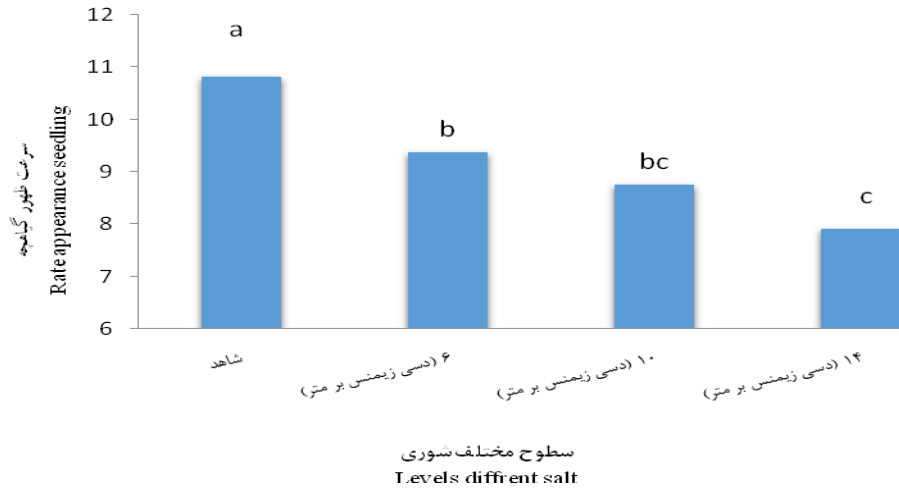 12
11
10
9
8
7
6
a
b
bc
c
سرعت ظهور گیاهچه
Rate appearance seedling
شاهد
۶ (دسی زیمنس بر متر)
۱۰ (دسی زیمنس بر متر)
۱۴ (دسی زیمنس بر متر)
سطوح مختلف شوری
Levels diffrent salt